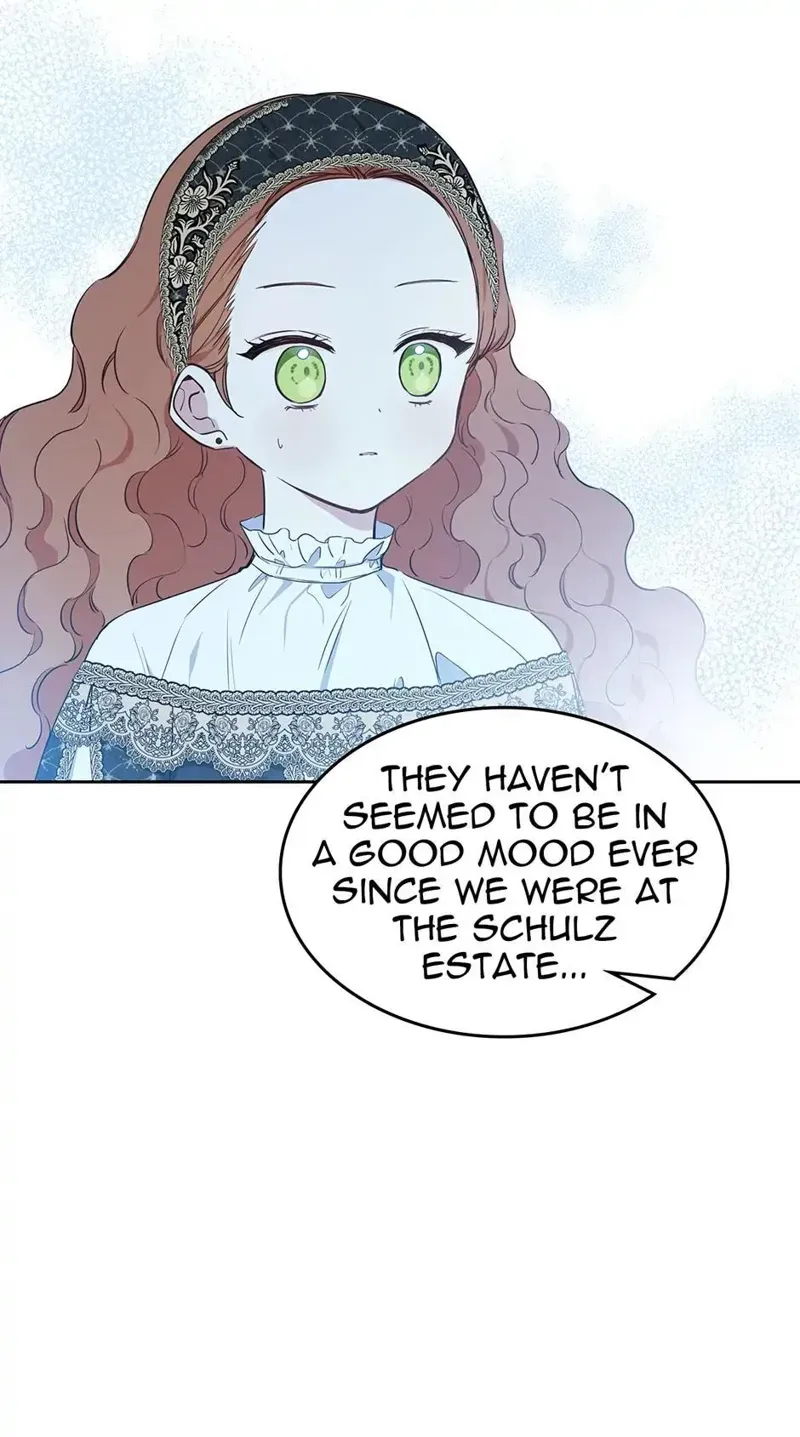 THEY HAVEN'T
SEEMED TO BE IN
A GOOD MOOD EVER
SINCE WE WERE AT
THE SCHULZ
ESTATE...